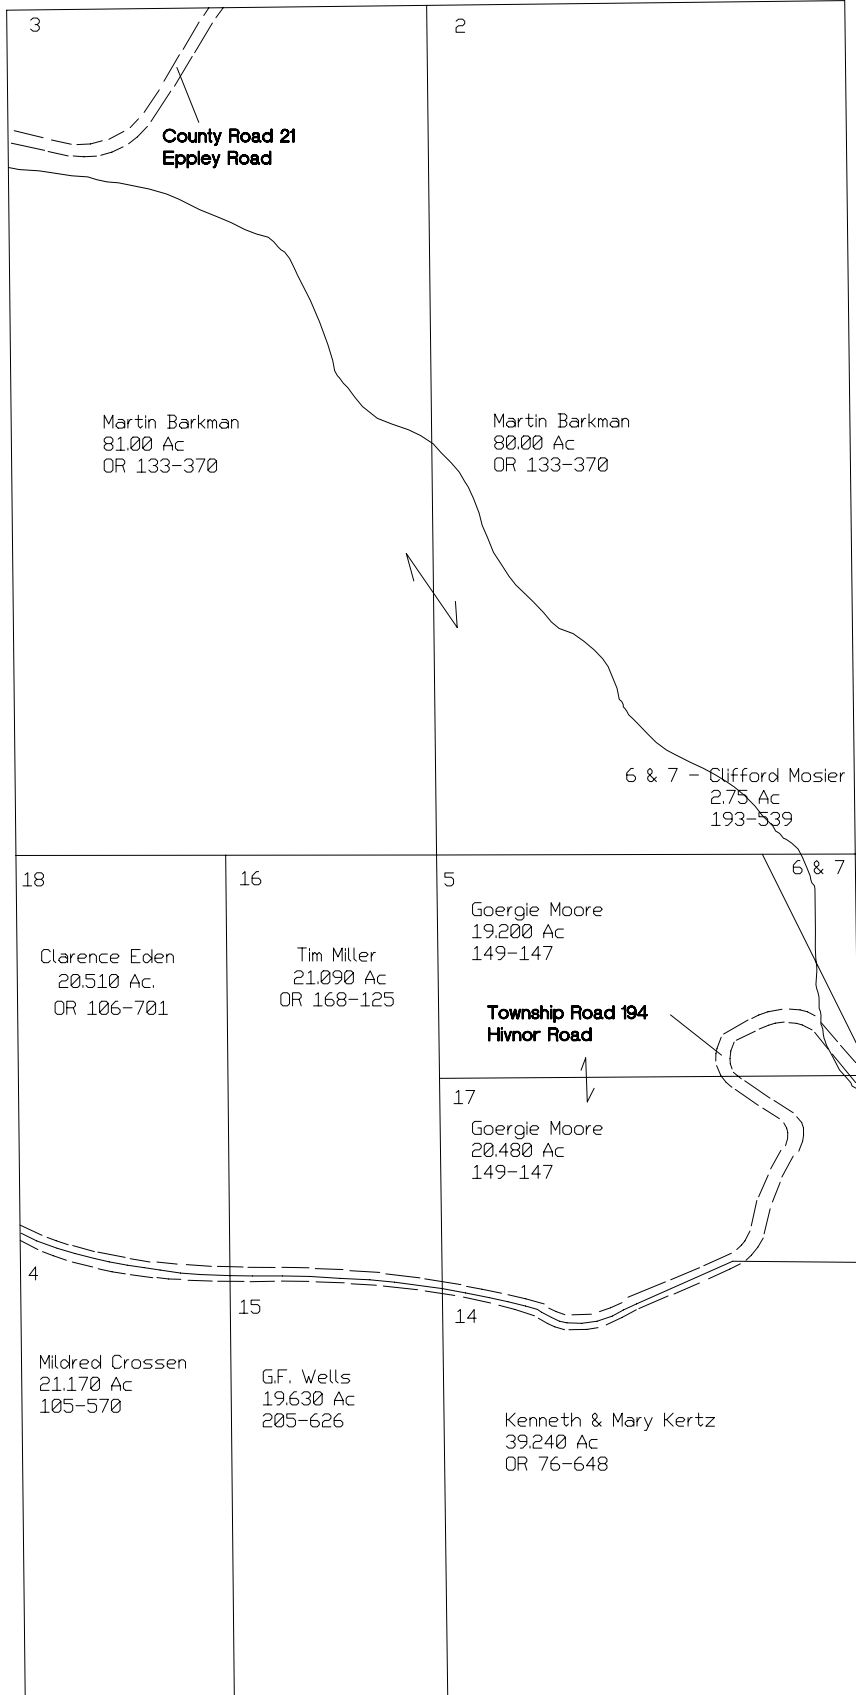 3
2
County Road 21
Eppley Road
Martin Barkman
81.00 Ac
OR 133-370
Martin Barkman
80.00 Ac
OR 133-370
6 & 7 - Clifford Mosier
2.75 Ac
193-539
18
16
5
6 & 7
Clarence Eden
20.510 Ac.
OR 106-701
Tim Miller
21.090 Ac
OR 168-125
Goergie Moore
19.200 Ac
149-147
Township Road 194
Hivnor Road
17
Goergie Moore
20.480 Ac
149-147
4
15
14
Mildred Crossen
21.170 Ac
105-570
G.F. Wells
19.630 Ac
205-626
Kenneth & Mary Kertz
39.240 Ac
OR 76-648